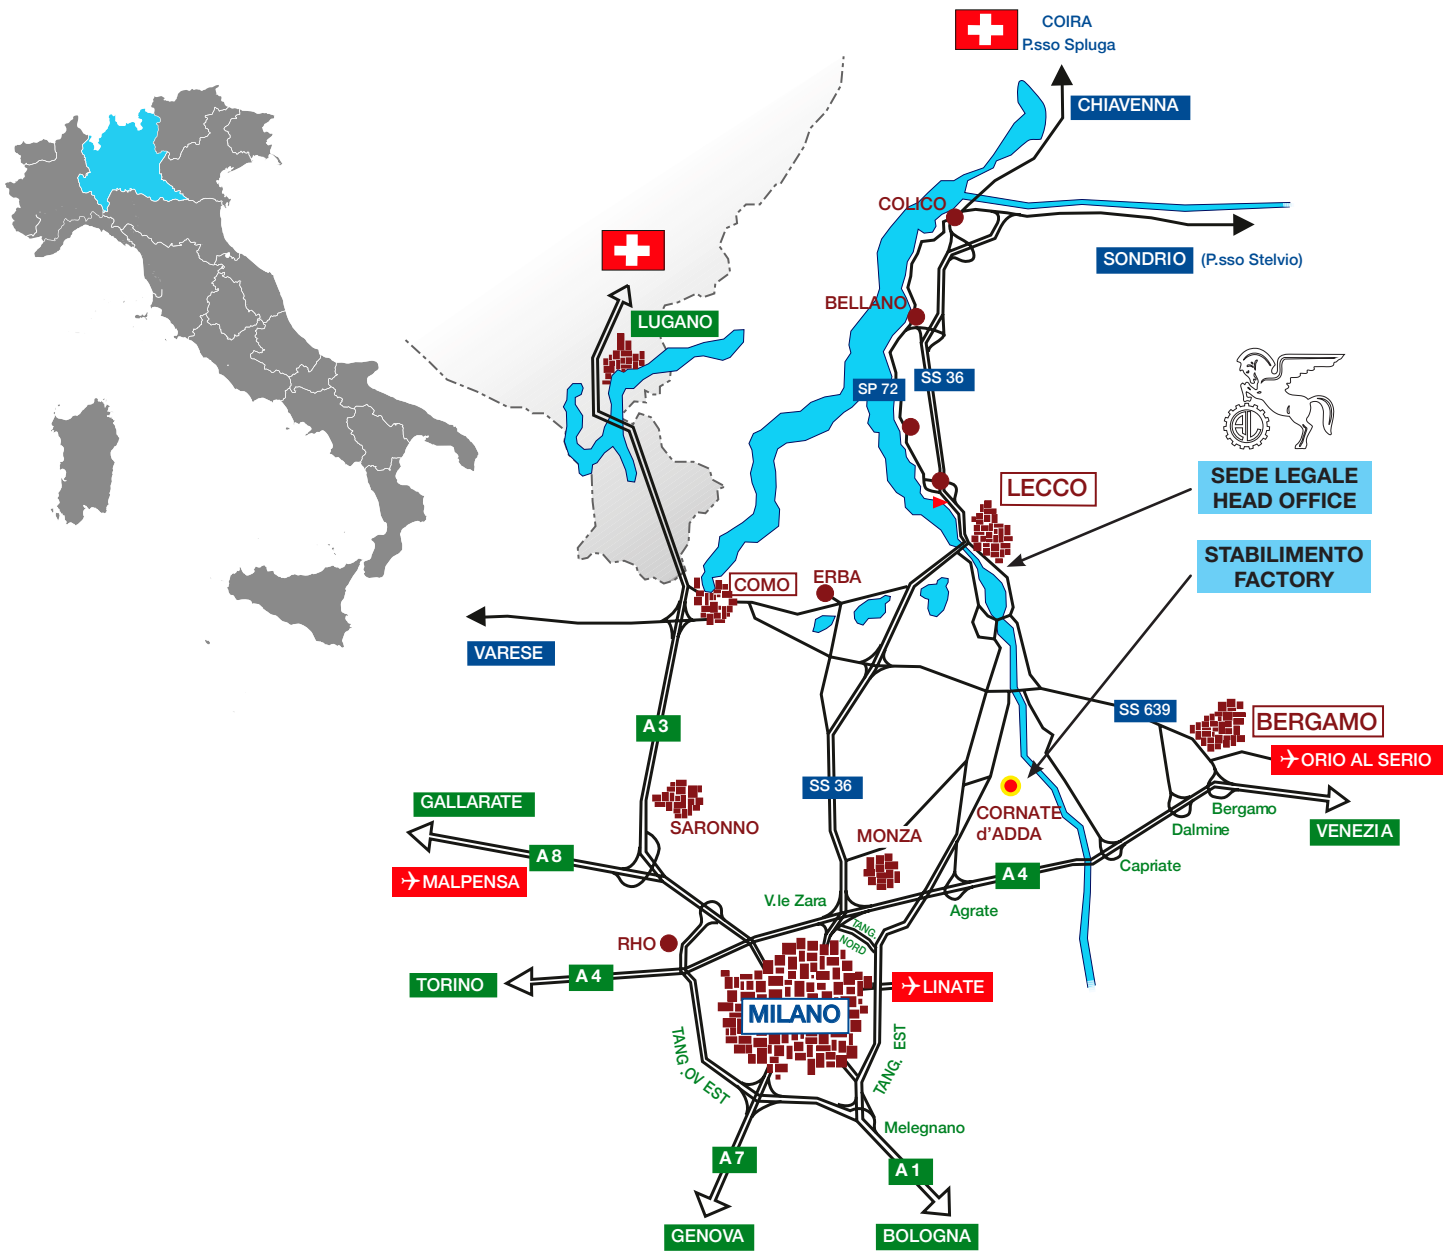 COIRA
P.sso Spluga
CHIAVENNA
COLICO
SONDRIO (P.sso Stelvio)
BELLANO
LUGANO
SP 72
SS 36
SEDE LEGALE
HEAD OFFICE
LECCO
STABILIMENTO
FACTORY
COMO
ERBA
VARESE
SS 639
BERGAMO
A 3
ORIO AL SERIO
SS 36
GALLARATE
SARONNO
CORNATE
d'ADDA
Bergamo
Dalmine
VENEZIA
MONZA
A 8
MALPENSA
Capriate
A 4
V.le Zara
Agrate
TANG.
NORD
RHO
TORINO
A 4
LINATE
MILANO
TANG .OV EST
TANG. EST
Melegnano
A 7
A 1
GENOVA
BOLOGNA